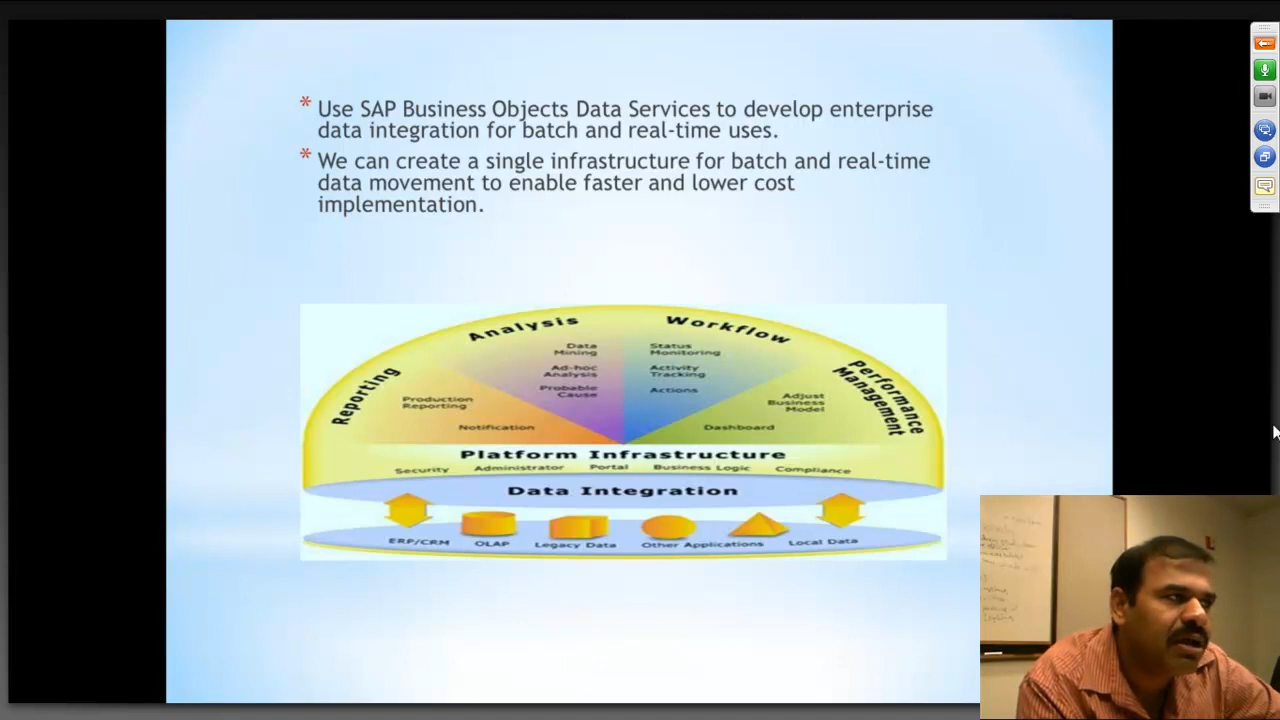 * Use SAP Business Objects Data Services to develop enterprise
data integration for batch and real-time uses.
* We can create a single infrastructure for batch and real-time
data movement to enable faster and lower cost
implementation.
Analysis
Workflow
Reporting
Performance
Management
Data
Mining
Ad-hoc
Analysis
Probable
Cause
Status
Monitoring
Activity
Tracking
Actions
Production
Reporting
Notification
Adjust
Business
Model
Dashboard
Platform Infrastructure
Security Administrator Portal Business Logic Compliance
Data Integration
ERP/CRM OLAP Legacy Data Other Applications Local Data